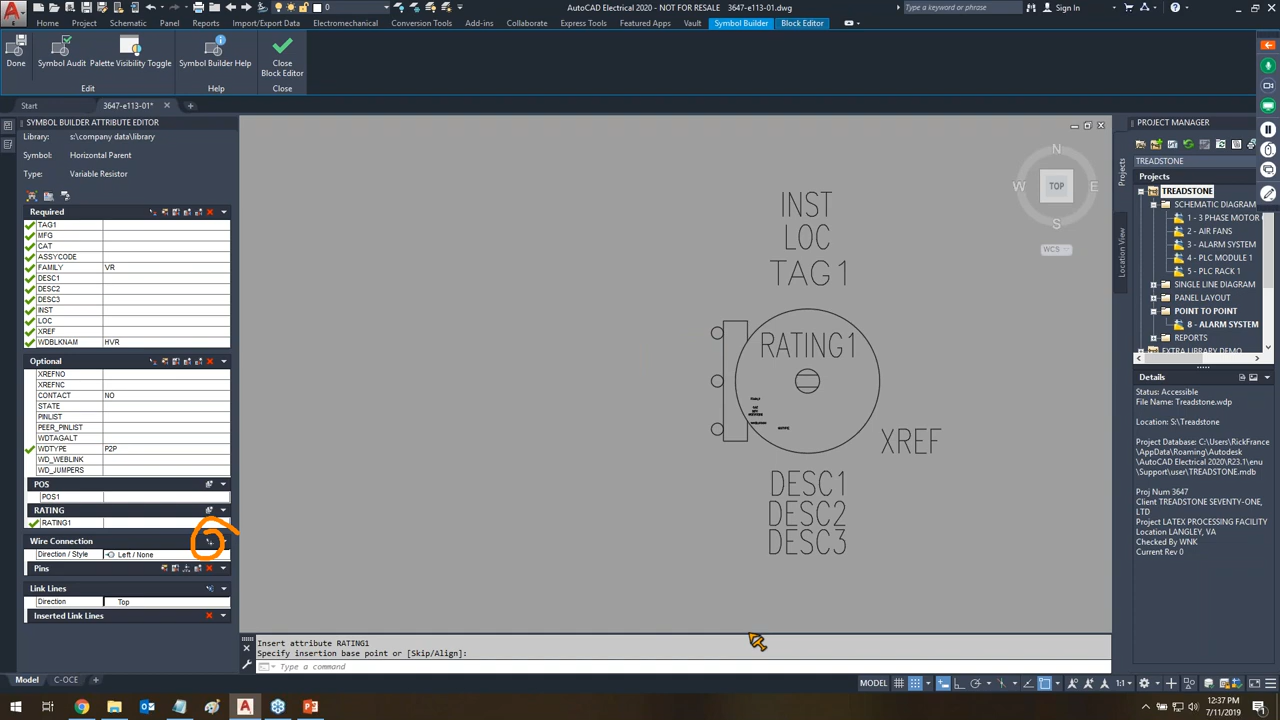 AutoCAD Electrical 2020 - NOT FOR RESALE 3647-e113-01.dwg
Type a keyword or phrase
Sign In
0
Home Project Schematic Panel Reports Import/Export Data Electromechanical Conversion Tools Add-ins Collaborate Express Tools Featured Apps Vault Symbol Builder Block Editor
Done
Symbol Audit
Palette Visibility Toggle
Symbol Builder Help
Close
Block Editor
Edit
Help
Close
Start
3647-e113-01*
SYMBOL BUILDER ATTRIBUTE EDITOR
Library: s:\company data\library
Symbol: Horizontal Parent
Type: Variable Resistor
Required
TAG1
MFG
CAT
ASSYCODE
FAMILY VR
DESC1
DESC2
DESC3
INST
LOC
XREF
WDBLKNAM HVR
Optional
XREFNO
XREFNC
CONTACT NO
STATE
PINLIST
PEER_PINLIST
WDTAGALT
WDTYPE P2P
WD_WEBLINK
WD_JUMPERS
POS
POS1
RATING
RATING1
Wire Connection
Direction / Style Left / None
Pins
Link Lines
Direction Top
Inserted Link Lines
INST
LOC
TAG1
RATING1
XREF
DESC1
DESC2
DESC3
N
W
TOP
E
S
WCS
Projects
Location View
PROJECT MANAGER
TREADSTONE
Projects
TREADSTONE
SCHEMATIC DIAGRAM
1 - 3 PHASE MOTOR
2 - AIR FANS
3 - ALARM SYSTEM
4 - PLC MODULE 1
5 - PLC RACK 1
SINGLE LINE DIAGRAM
PANEL LAYOUT
POINT TO POINT
8 - ALARM SYSTEM
REPORTS
EXTRA LIBRARY DEMO
Details
Status: Accessible
File Name: Treadstone.wdp
Location: S:\Treadstone
Project Database: C:\Users\RickFrance
\AppData\Roaming\Autodesk
\AutoCAD Electrical 2020\R23.1\enu
\Support\user\TREADSTONE.mdb
Proj Num 3647
Client TREADSTONE SEVENTY-ONE,
LTD
Project LATEX PROCESSING FACILITY
Location LANGLEY, VA
Checked By WNK
Current Rev 0
Insert attribute RATING1
Specify insertion base point or [Skip/Align]:
Type a command
Model C-OCE
MODEL
1:1
12:37 PM
7/11/2019